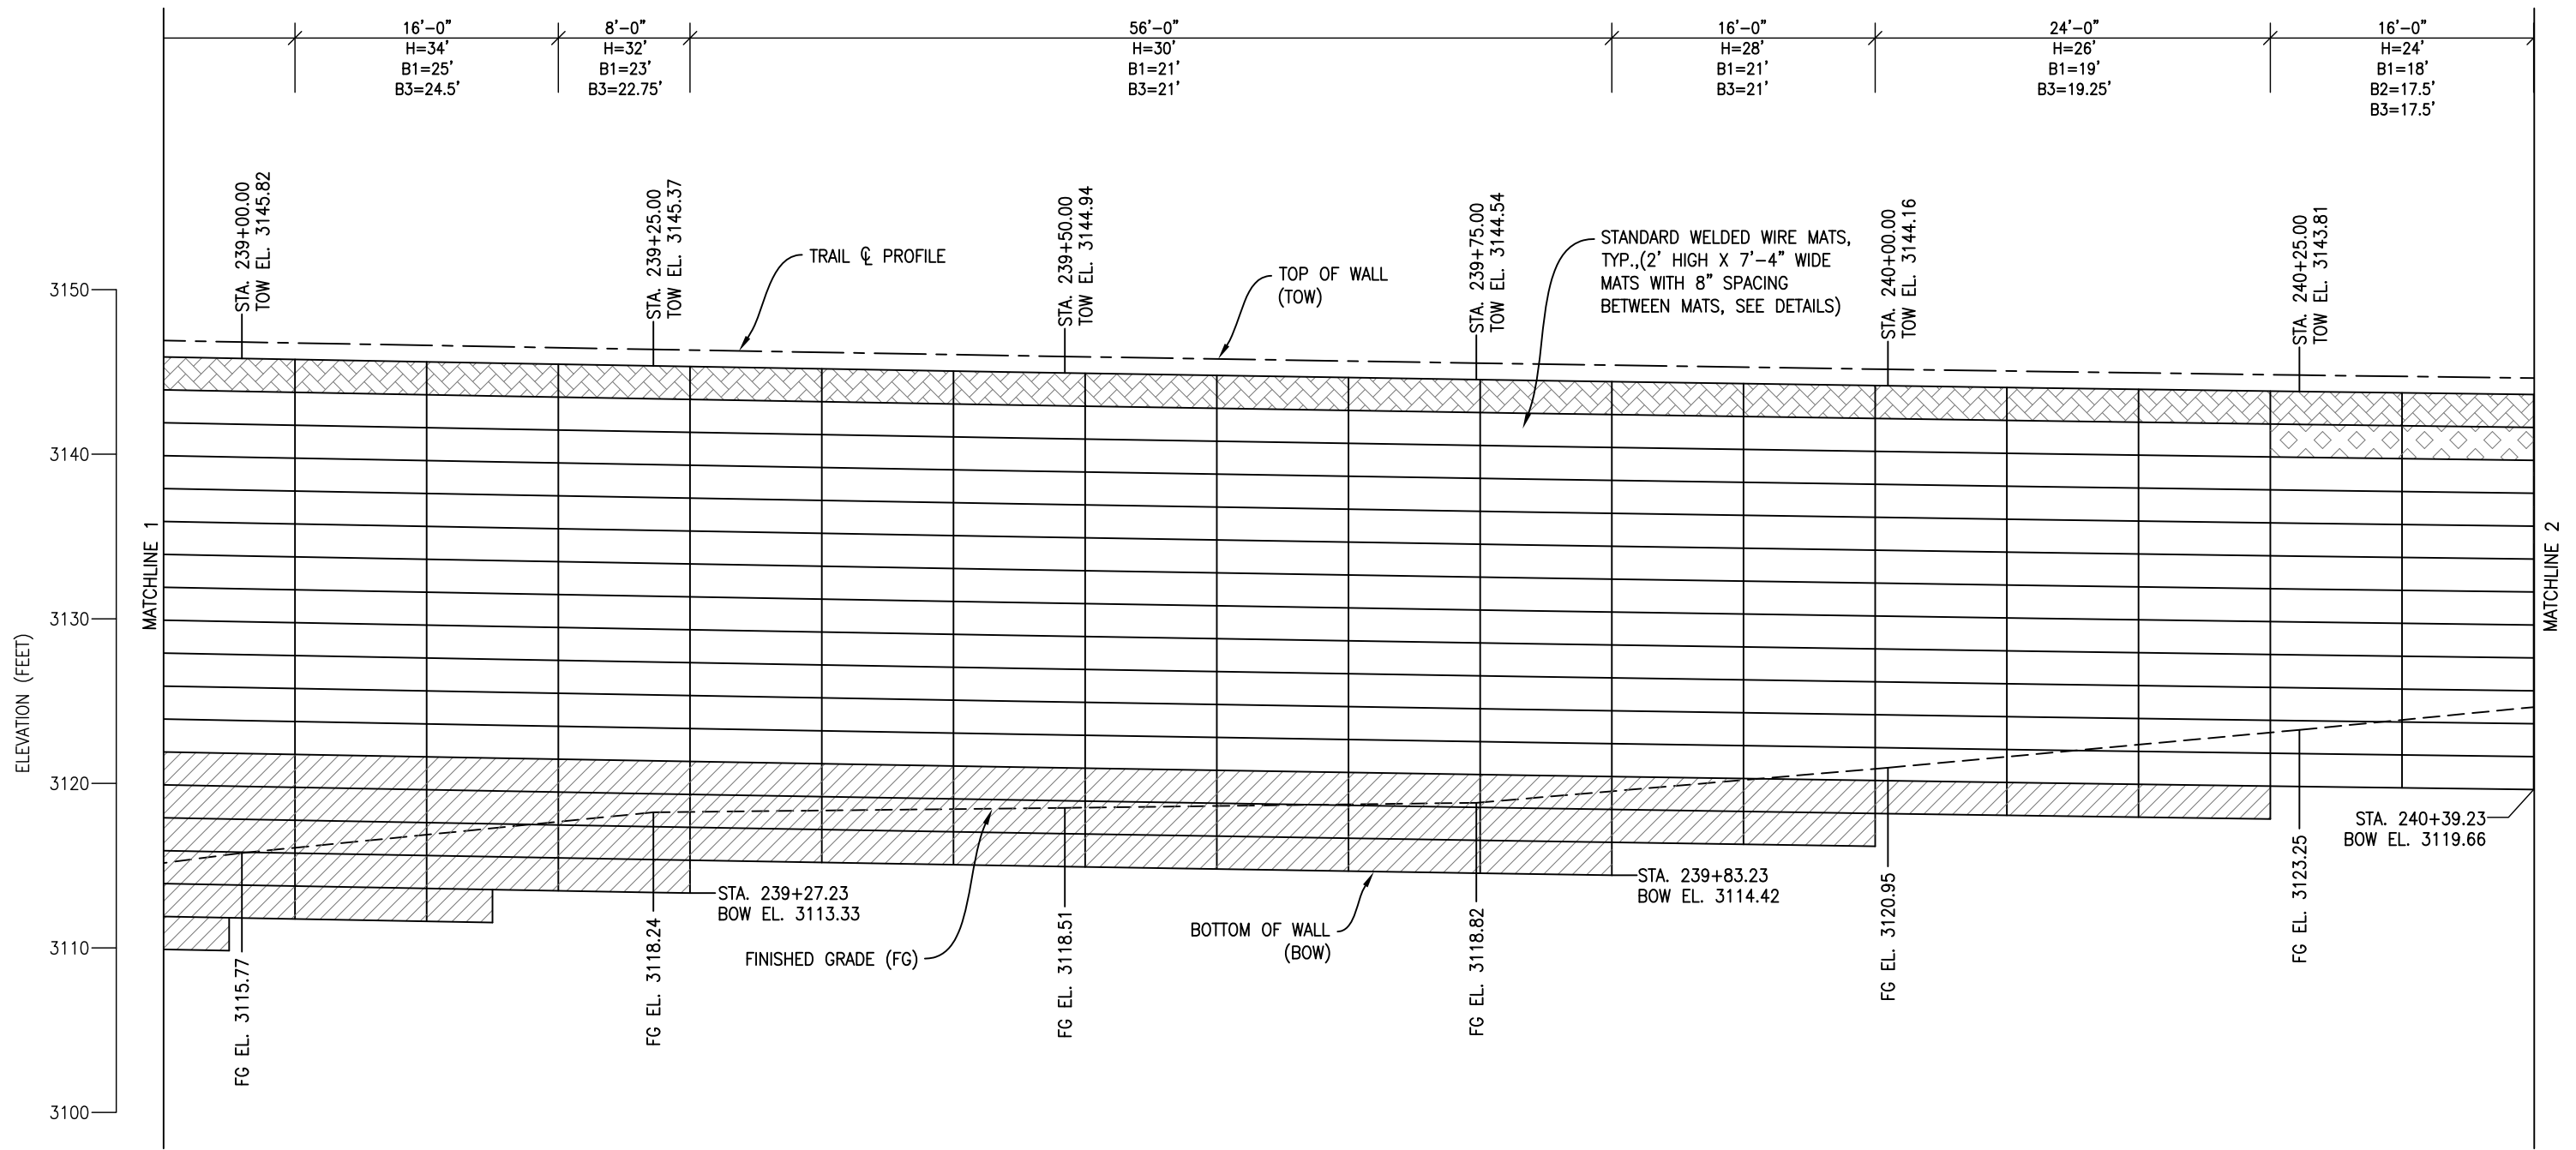 16'-0"
H=34'
B1=25'
B3=24.5'
8'-0"
H=32'
B1=23'
B3=22.75'
56'-0"
H=30'
B1=21'
B3=21'
16'-0"
H=28'
B1=21'
B3=21'
24'-0"
H=26'
B1=19'
B3=19.25'
16'-0"
H=24'
B1=18'
B2=17.5'
B3=17.5'
STA. 239+00.00
TOW EL. 3145.82
STA. 239+25.00
TOW EL. 3145.37
STA. 239+50.00
TOW EL. 3144.94
STA. 239+75.00
TOW EL. 3144.54
STA. 240+00.00
TOW EL. 3144.16
STA. 240+25.00
TOW EL. 3143.81
TRAIL ℄ PROFILE
TOP OF WALL
(TOW)
STANDARD WELDED WIRE MATS,
TYP.,(2' HIGH X 7'-4" WIDE
MATS WITH 8" SPACING
BETWEEN MATS, SEE DETAILS)
ELEVATION (FEET)
3150
3140
3130
3120
3110
3100
MATCHLINE 1
MATCHLINE 2
STA. 239+27.23
BOW EL. 3113.33
STA. 239+83.23
BOW EL. 3114.42
STA. 240+39.23
BOW EL. 3119.66
FINISHED GRADE (FG)
BOTTOM OF WALL
(BOW)
FG EL. 3115.77
FG EL. 3118.24
FG EL. 3118.51
FG EL. 3118.82
FG EL. 3120.95
FG EL. 3123.25